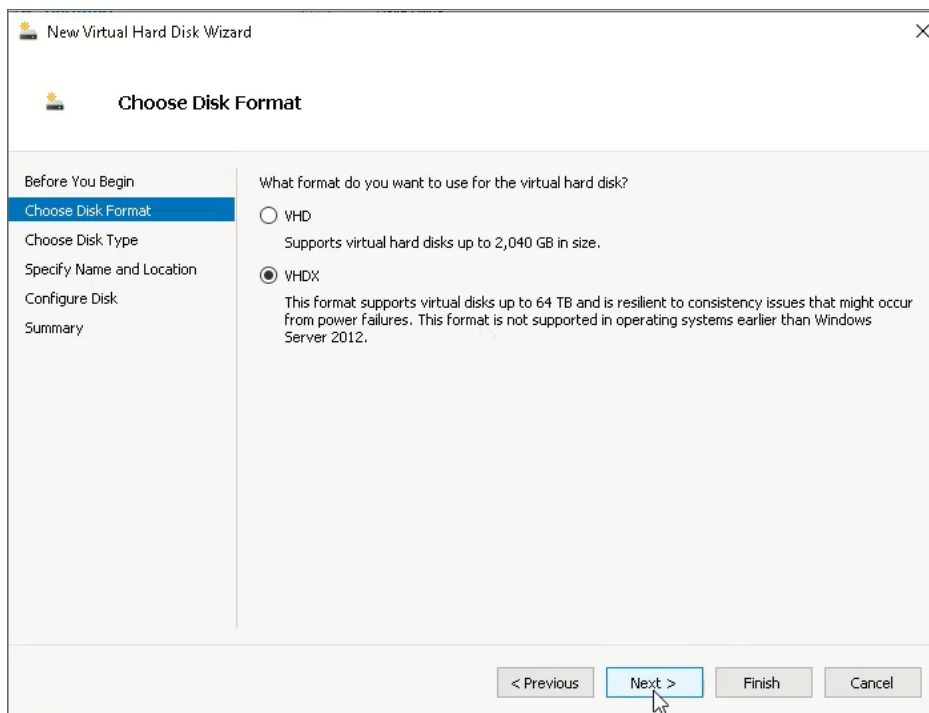 New Virtual Hard Disk Wizard
Choose Disk Format
Before You Begin
Choose Disk Format
Choose Disk Type
Specify Name and Location
Configure Disk
Summary
What format do you want to use for the virtual hard disk?
VHD
Supports virtual hard disks up to 2,040 GB in size.
VHDX
This format supports virtual disks up to 64 TB and is resilient to consistency issues that might occur
from power failures. This format is not supported in operating systems earlier than Windows
Server 2012.
< Previous
Next >
Finish
Cancel